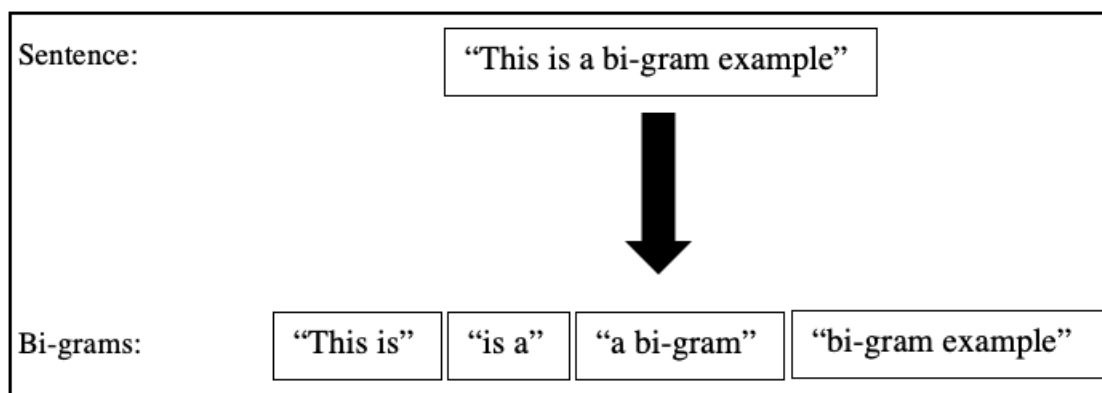 Sentence: “This is a bi-gram example”
Bi-grams: “This is” “is a” “a bi-gram” “bi-gram example”